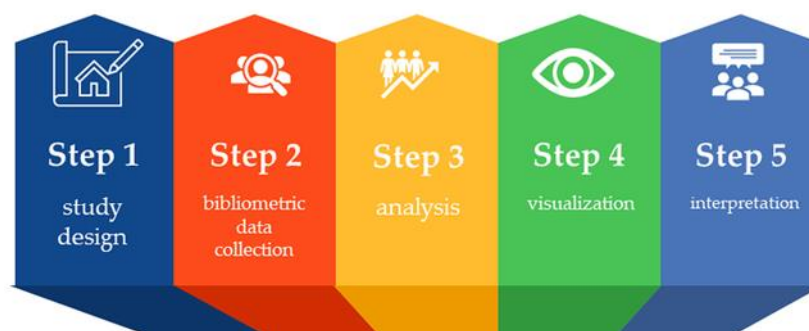 Step 1
study
design
Step 2
bibliometric
data
collection
Step 3
analysis
Step 4
visualization
Step 5
interpretation